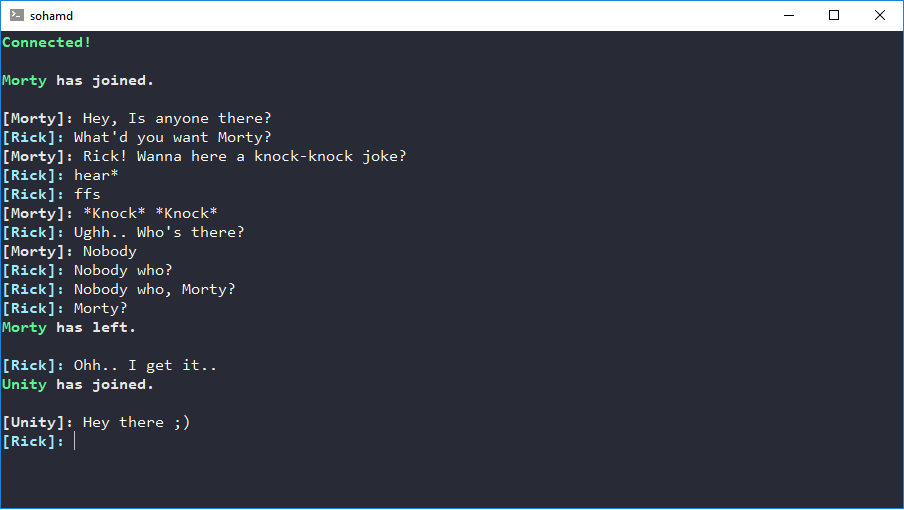 sohamd
Connected!
Morty has joined.
[Morty]: Hey, Is anyone there?
[Rick]: What'd you want Morty?
[Morty]: Rick! Wanna here a knock-knock joke?
[Rick]: hear*
[Rick]: ffs
[Morty]: *Knock* *Knock*
[Rick]: Ughh.. Who's there?
[Morty]: Nobody
[Rick]: Nobody who?
[Rick]: Nobody who, Morty?
[Rick]: Morty?
Morty has left.
[Rick]: Ohh.. I get it..
Unity has joined.
[Unity]: Hey there ;)
[Rick]: